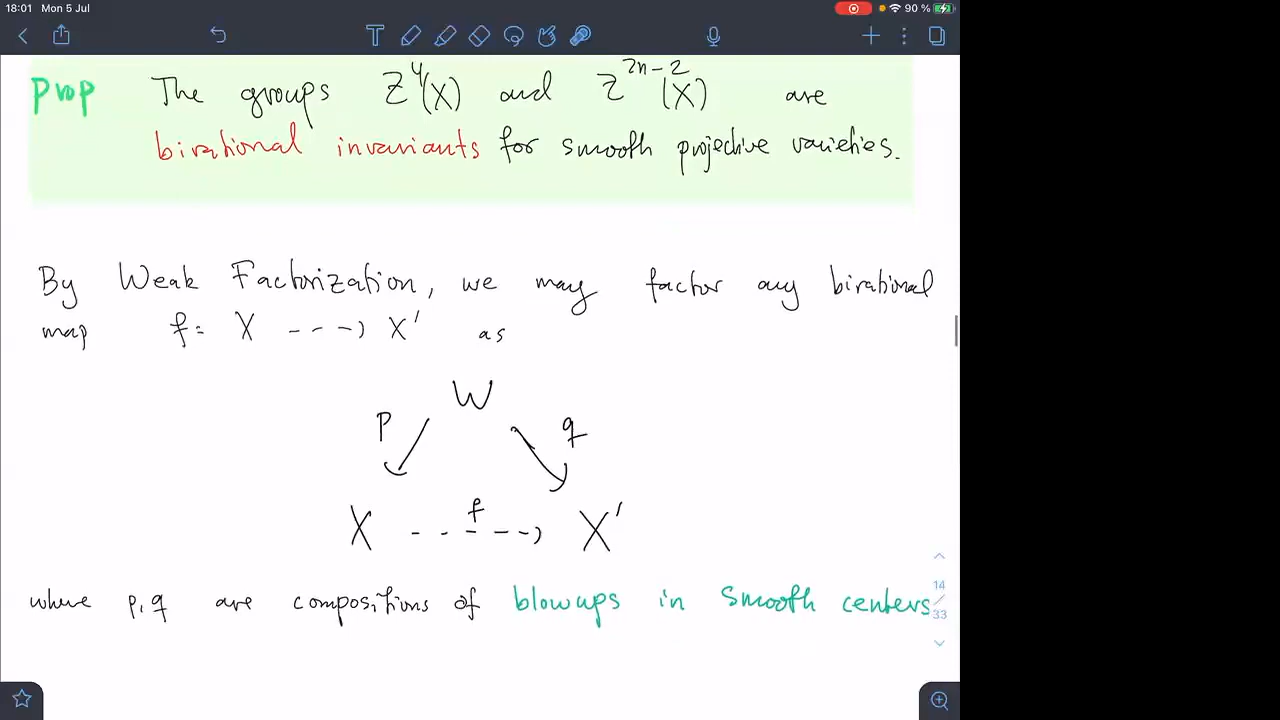 18:01 Mon 5 Jul
90 %
Prop The groups Z⁴(X) and Z²ⁿ⁻²(X) are
birational invariants for smooth projective varieties.
By Weak Factorization, we may factor any birational
map f: X ---> X' as
W
p q
f
X ---> X'
where p, q are compositions of blowups in smooth centers
14
/
33